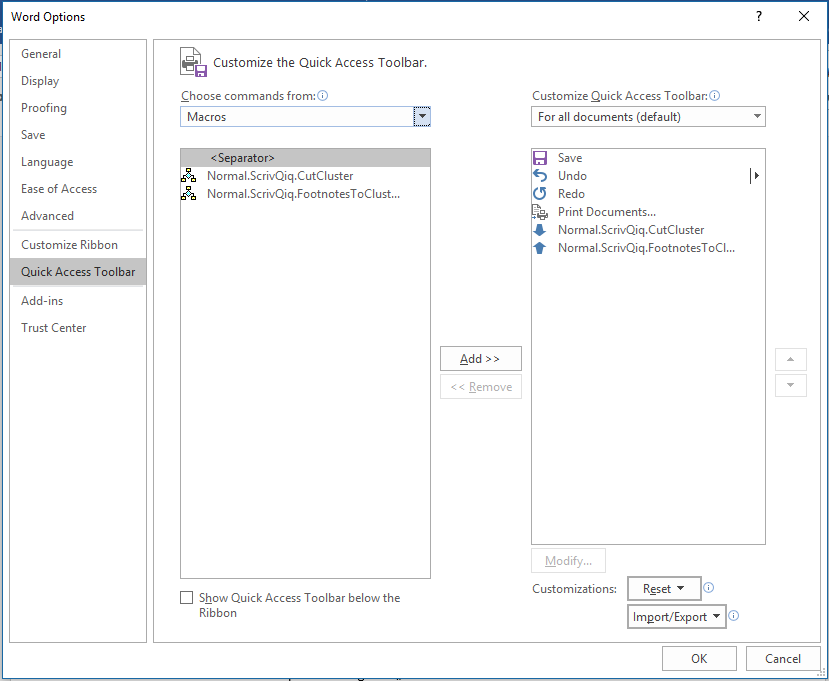 Word Options
?
General
Display
Proofing
Save
Language
Ease of Access
Advanced
Customize Ribbon
Quick Access Toolbar
Add-ins
Trust Center
Customize the Quick Access Toolbar.
Choose commands from:
Macros
<Separator>
Normal.ScrivQiq.CutCluster
Normal.ScrivQiq.FootnotesToClust...
Show Quick Access Toolbar below the
Ribbon
Add >>
<< Remove
Customize Quick Access Toolbar:
For all documents (default)
Save
Undo
Redo
Print Documents...
Normal.ScrivQiq.CutCluster
Normal.ScrivQiq.FootnotesToCl...
Modify...
Customizations:
Reset
Import/Export
OK
Cancel